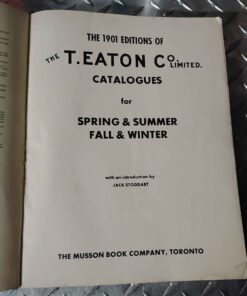 THE 1901 EDITIONS OF
THE T. EATON CO. LIMITED.
CATALOGUES
for
SPRING & SUMMER
FALL & WINTER
with an introduction by:
JACK STODDART
THE MUSSON BOOK COMPANY, TORONTO